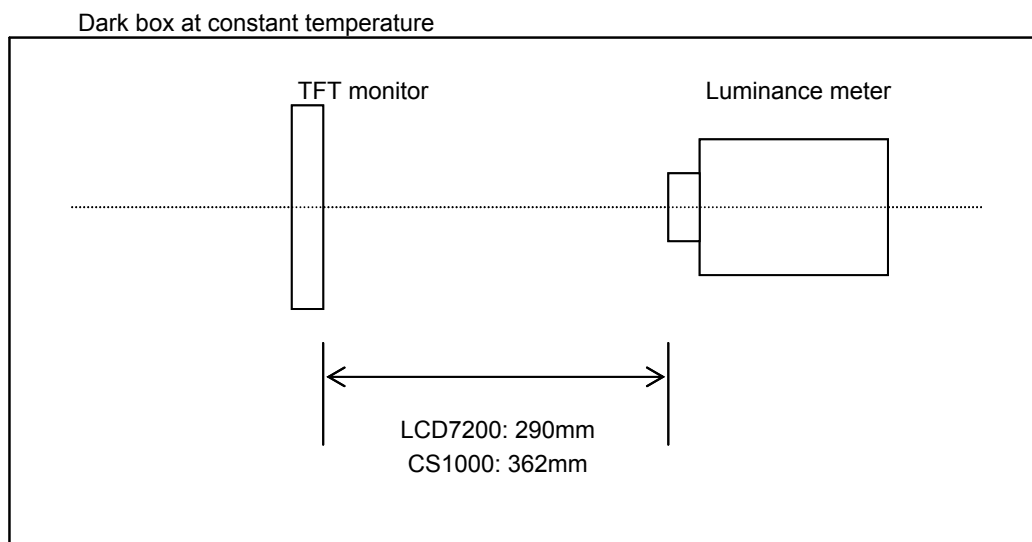 Dark box at constant temperature
TFT monitor
Luminance meter
LCD7200: 290mm
CS1000: 362mm